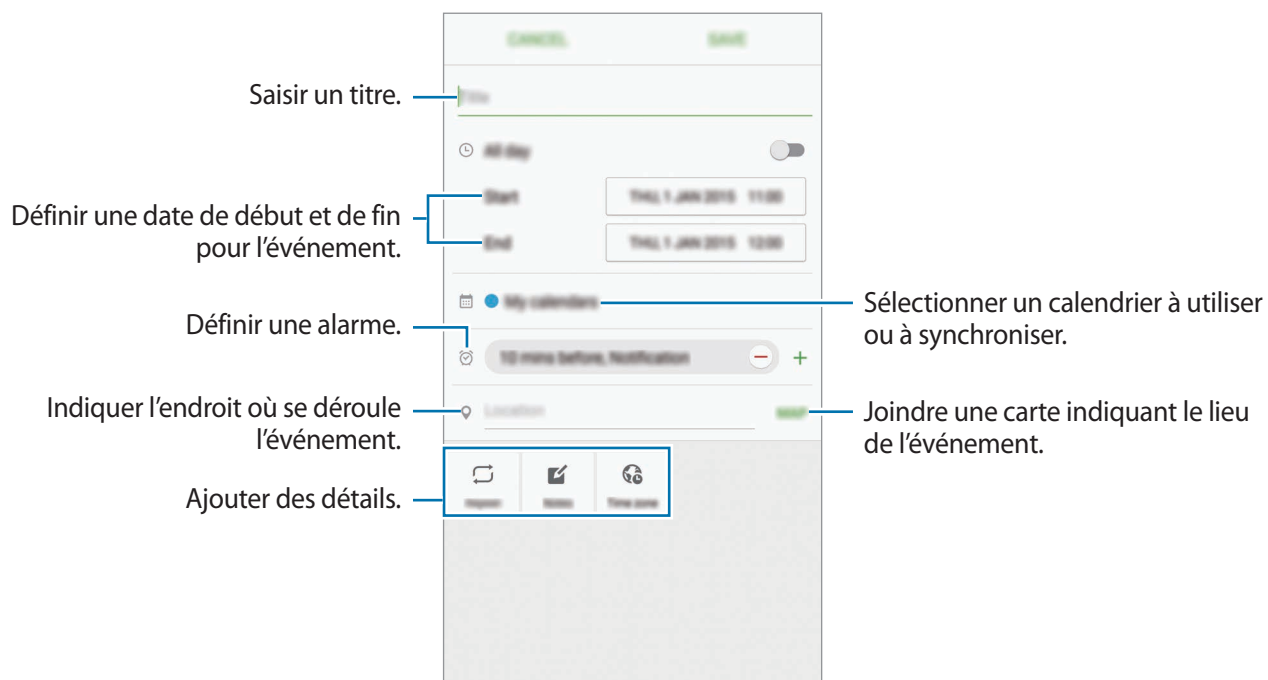 CANCEL SAVE
Saisir un titre.
Title
All day
Définir une date de début et de fin
pour l'événement.
Start THU, 1 JAN 2015 11:00
End THU, 1 JAN 2015 12:00
My calendars
Sélectionner un calendrier à utiliser
ou à synchroniser.
Définir une alarme.
10 mins before, Notification
Indiquer l'endroit où se déroule
l'événement.
Location
MAP
Joindre une carte indiquant le lieu
de l'événement.
Ajouter des détails.
Notes
Time zone